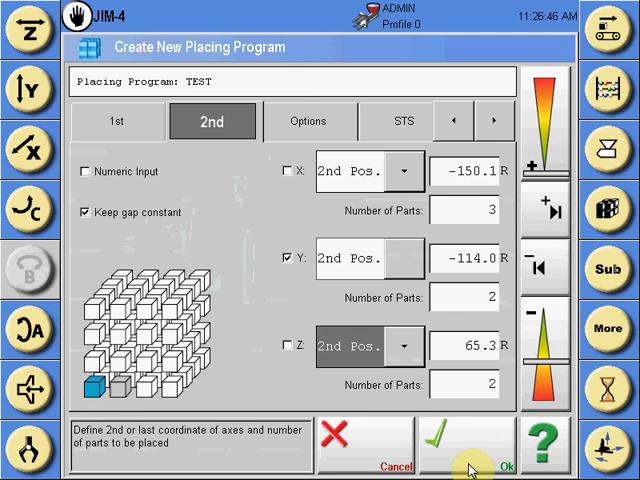 JIM-4
ADMIN
Profile 0
11:26:46 AM
Create New Placing Program
Placing Program: TEST
1st
2nd
Options
STS
Numeric Input
X:
2nd Pos.
-150.1
R
Number of Parts:
3
Keep gap constant
Y:
2nd Pos.
-114.0
R
Number of Parts:
2
Z:
2nd Pos.
65.3
R
Number of Parts:
2
Define 2nd or last coordinate of axes and number
of parts to be placed
Cancel
Ok
?
Z
Y
X
C
B
A
Sub
More
+
+
-
-